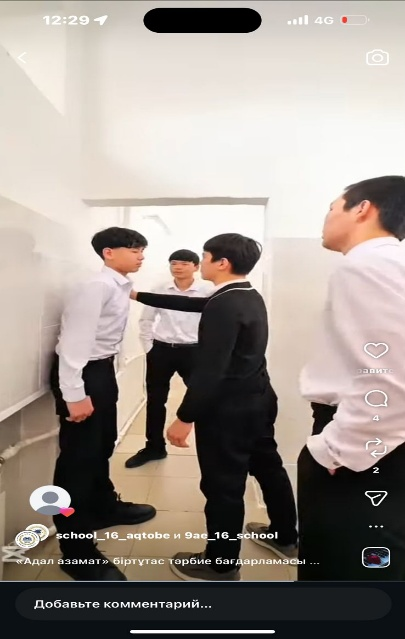 12:29
4G
4
2
school_16_aqtobe и 9ae_16_school
«Адал азамат» біртұтас тәрбие бағдарламасы ...
Добавьте комментарий...